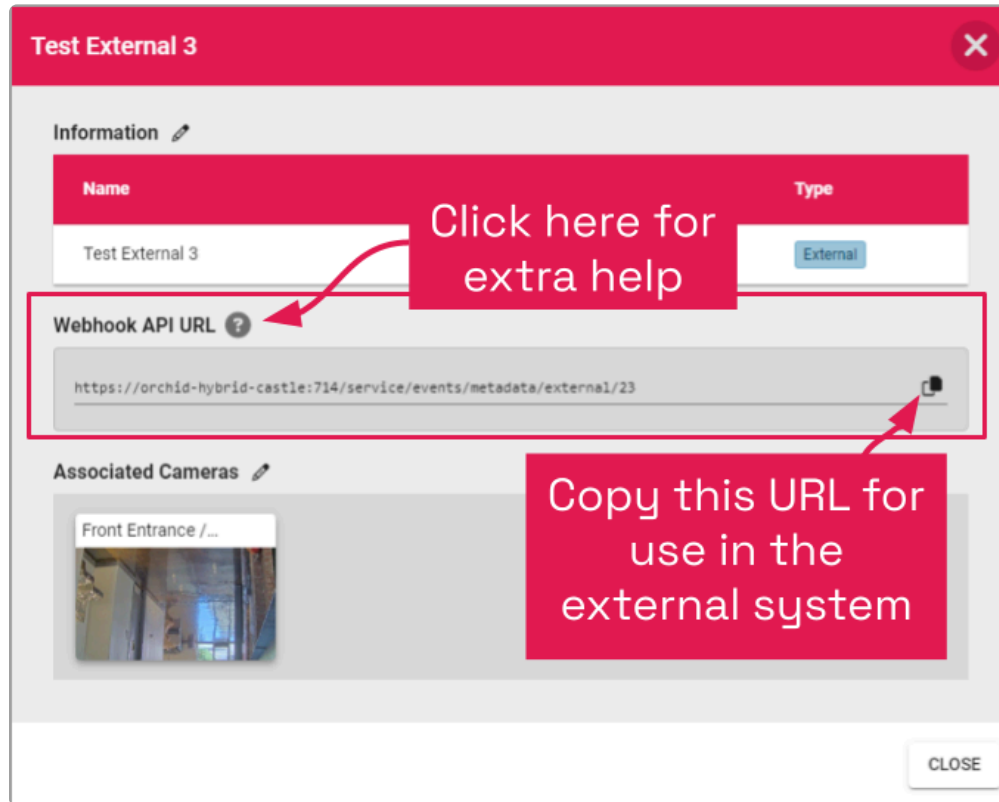 Test External 3
Information
Name
Type
Test External 3
External
Click here for
extra help
Webhook API URL ?
https://orchid-hybrid-castle:714/service/events/metadata/external/23
Associated Cameras
Front Entrance /...
Copy this URL for
use in the
external system
CLOSE